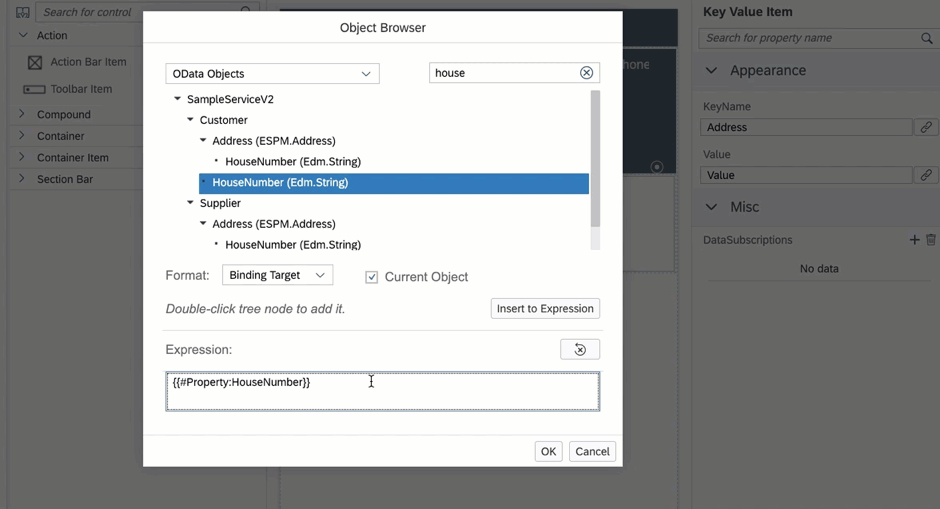 Search for control
Action
Action Bar Item
Toolbar Item
Compound
Container
Container Item
Section Bar
Object Browser
OData Objects
house
SampleServiceV2
Customer
Address (ESPM.Address)
HouseNumber (Edm.String)
HouseNumber (Edm.String)
Supplier
Address (ESPM.Address)
HouseNumber (Edm.String)
Format:
Binding Target
Current Object
Double-click tree node to add it.
Insert to Expression
Expression:
{{#Property:HouseNumber}}
OK
Cancel
Key Value Item
Search for property name
Appearance
KeyName
Address
Value
Value
Misc
DataSubscriptions
No data